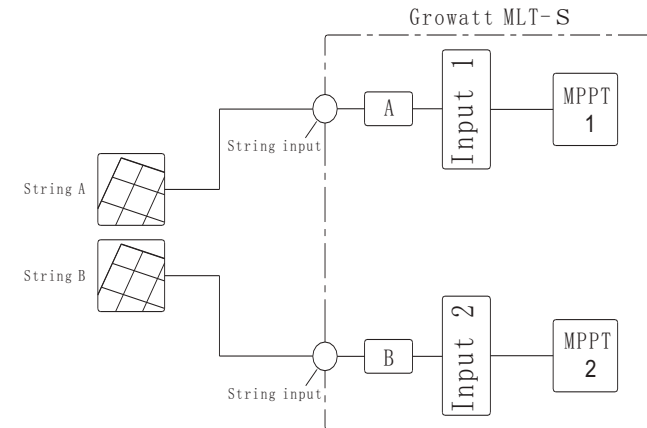 Growatt MLT-S
Input 1
A
MPPT
1
String input
String A
String B
Input 2
B
MPPT
2
String input